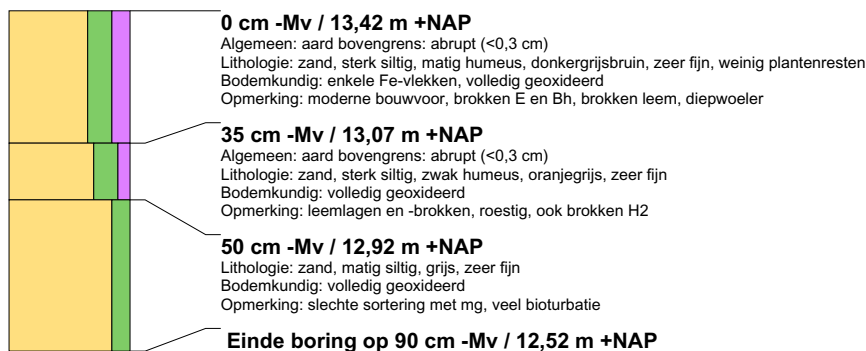 0 cm -Mv / 13,42 m +NAP
Algemeen: aard bovengrens: abrupt (<0,3 cm)
Lithologie: zand, sterk siltig, matig humeus, donkergrijsbruin, zeer fijn, weinig plantenresten
Bodemkundig: enkele Fe-vlekken, volledig geoxideerd
Opmerking: moderne bouwvoor, brokken E en Bh, brokken leem, diepwoeler
35 cm -Mv / 13,07 m +NAP
Algemeen: aard bovengrens: abrupt (<0,3 cm)
Lithologie: zand, sterk siltig, zwak humeus, oranjegrijs, zeer fijn
Bodemkundig: volledig geoxideerd
Opmerking: leemlagen en -brokken, roestig, ook brokken H2
50 cm -Mv / 12,92 m +NAP
Lithologie: zand, matig siltig, grijs, zeer fijn
Bodemkundig: volledig geoxideerd
Opmerking: slechte sortering met mg, veel bioturbatie
Einde boring op 90 cm -Mv / 12,52 m +NAP